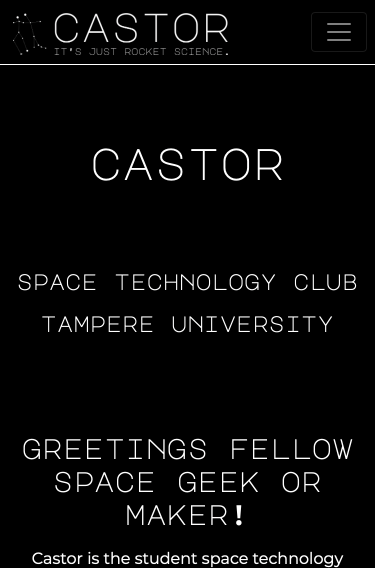 CASTOR
IT'S JUST ROCKET SCIENCE.
CASTOR
SPACE TECHNOLOGY CLUB
TAMPERE UNIVERSITY
GREETINGS FELLOW
SPACE GEEK OR
MAKER!
Castor is the student space technology